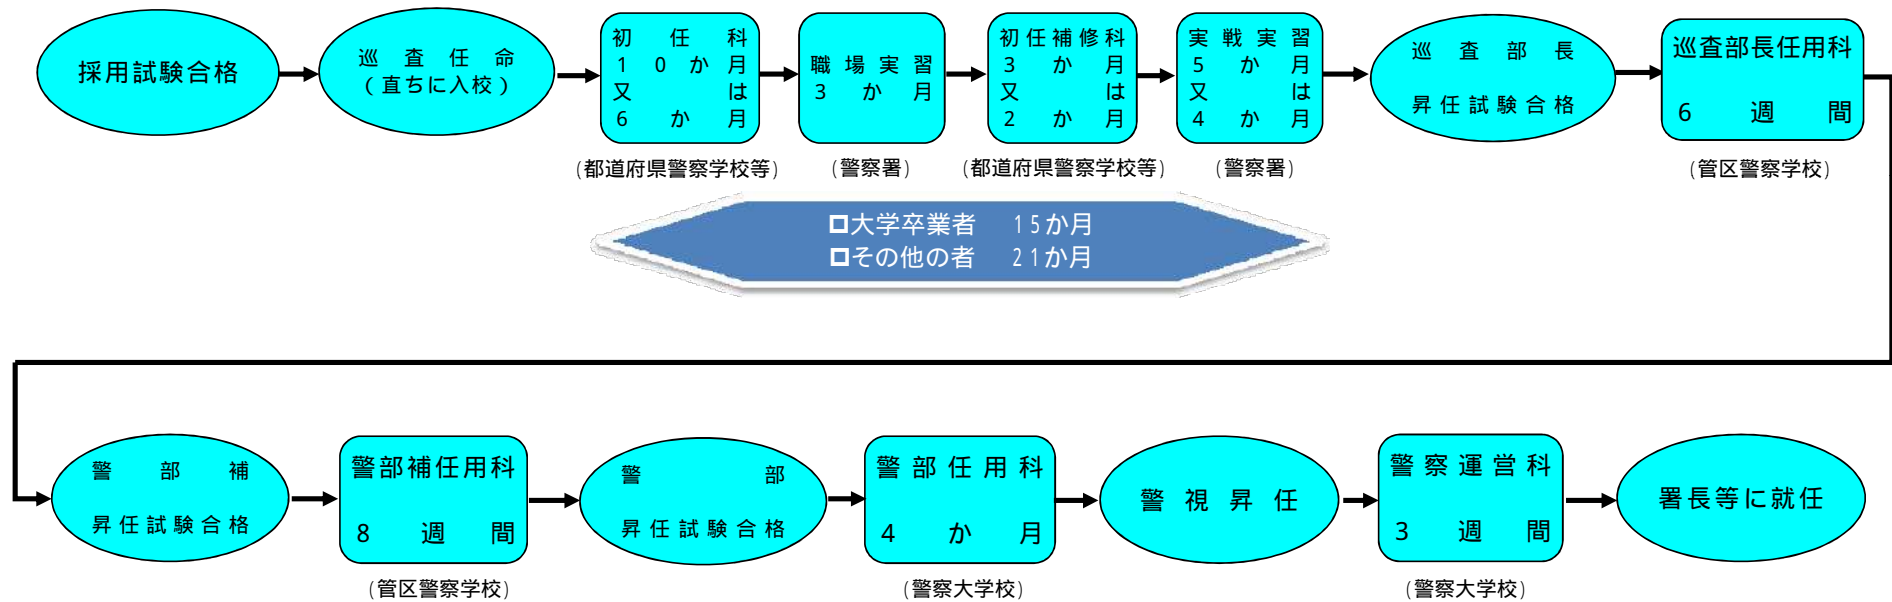 採用試験合格
巡査任命
(直ちに入校)
初任科
10か月
又は
6か月
(都道府県警察学校等)
職場実習
3か月
(警察署)
初任補修科
3か月
又は
2か月
(都道府県警察学校等)
実戦実習
5か月
又は
4か月
(警察署)
巡査部長
昇任試験合格
巡査部長任用科
6週間
(管区警察学校)
大学卒業者 15か月
その他の者 21か月
警部補
昇任試験合格
警部補任用科
8週間
(管区警察学校)
警部
昇任試験合格
警部任用科
4か月
(警察大学校)
警視昇任
警察運営科
3週間
(警察大学校)
署長等に就任